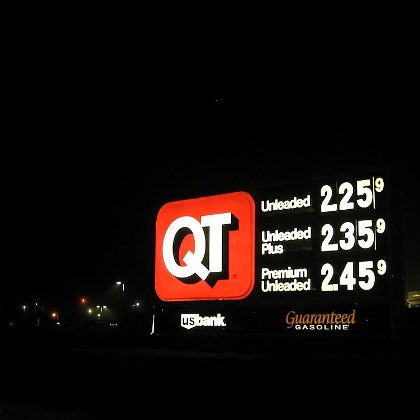 QT
Unleaded 2.25 9
Unleaded
Plus 2.35 9
Premium
Unleaded 2.45 9
usbank.
Guaranteed
GASOLINE